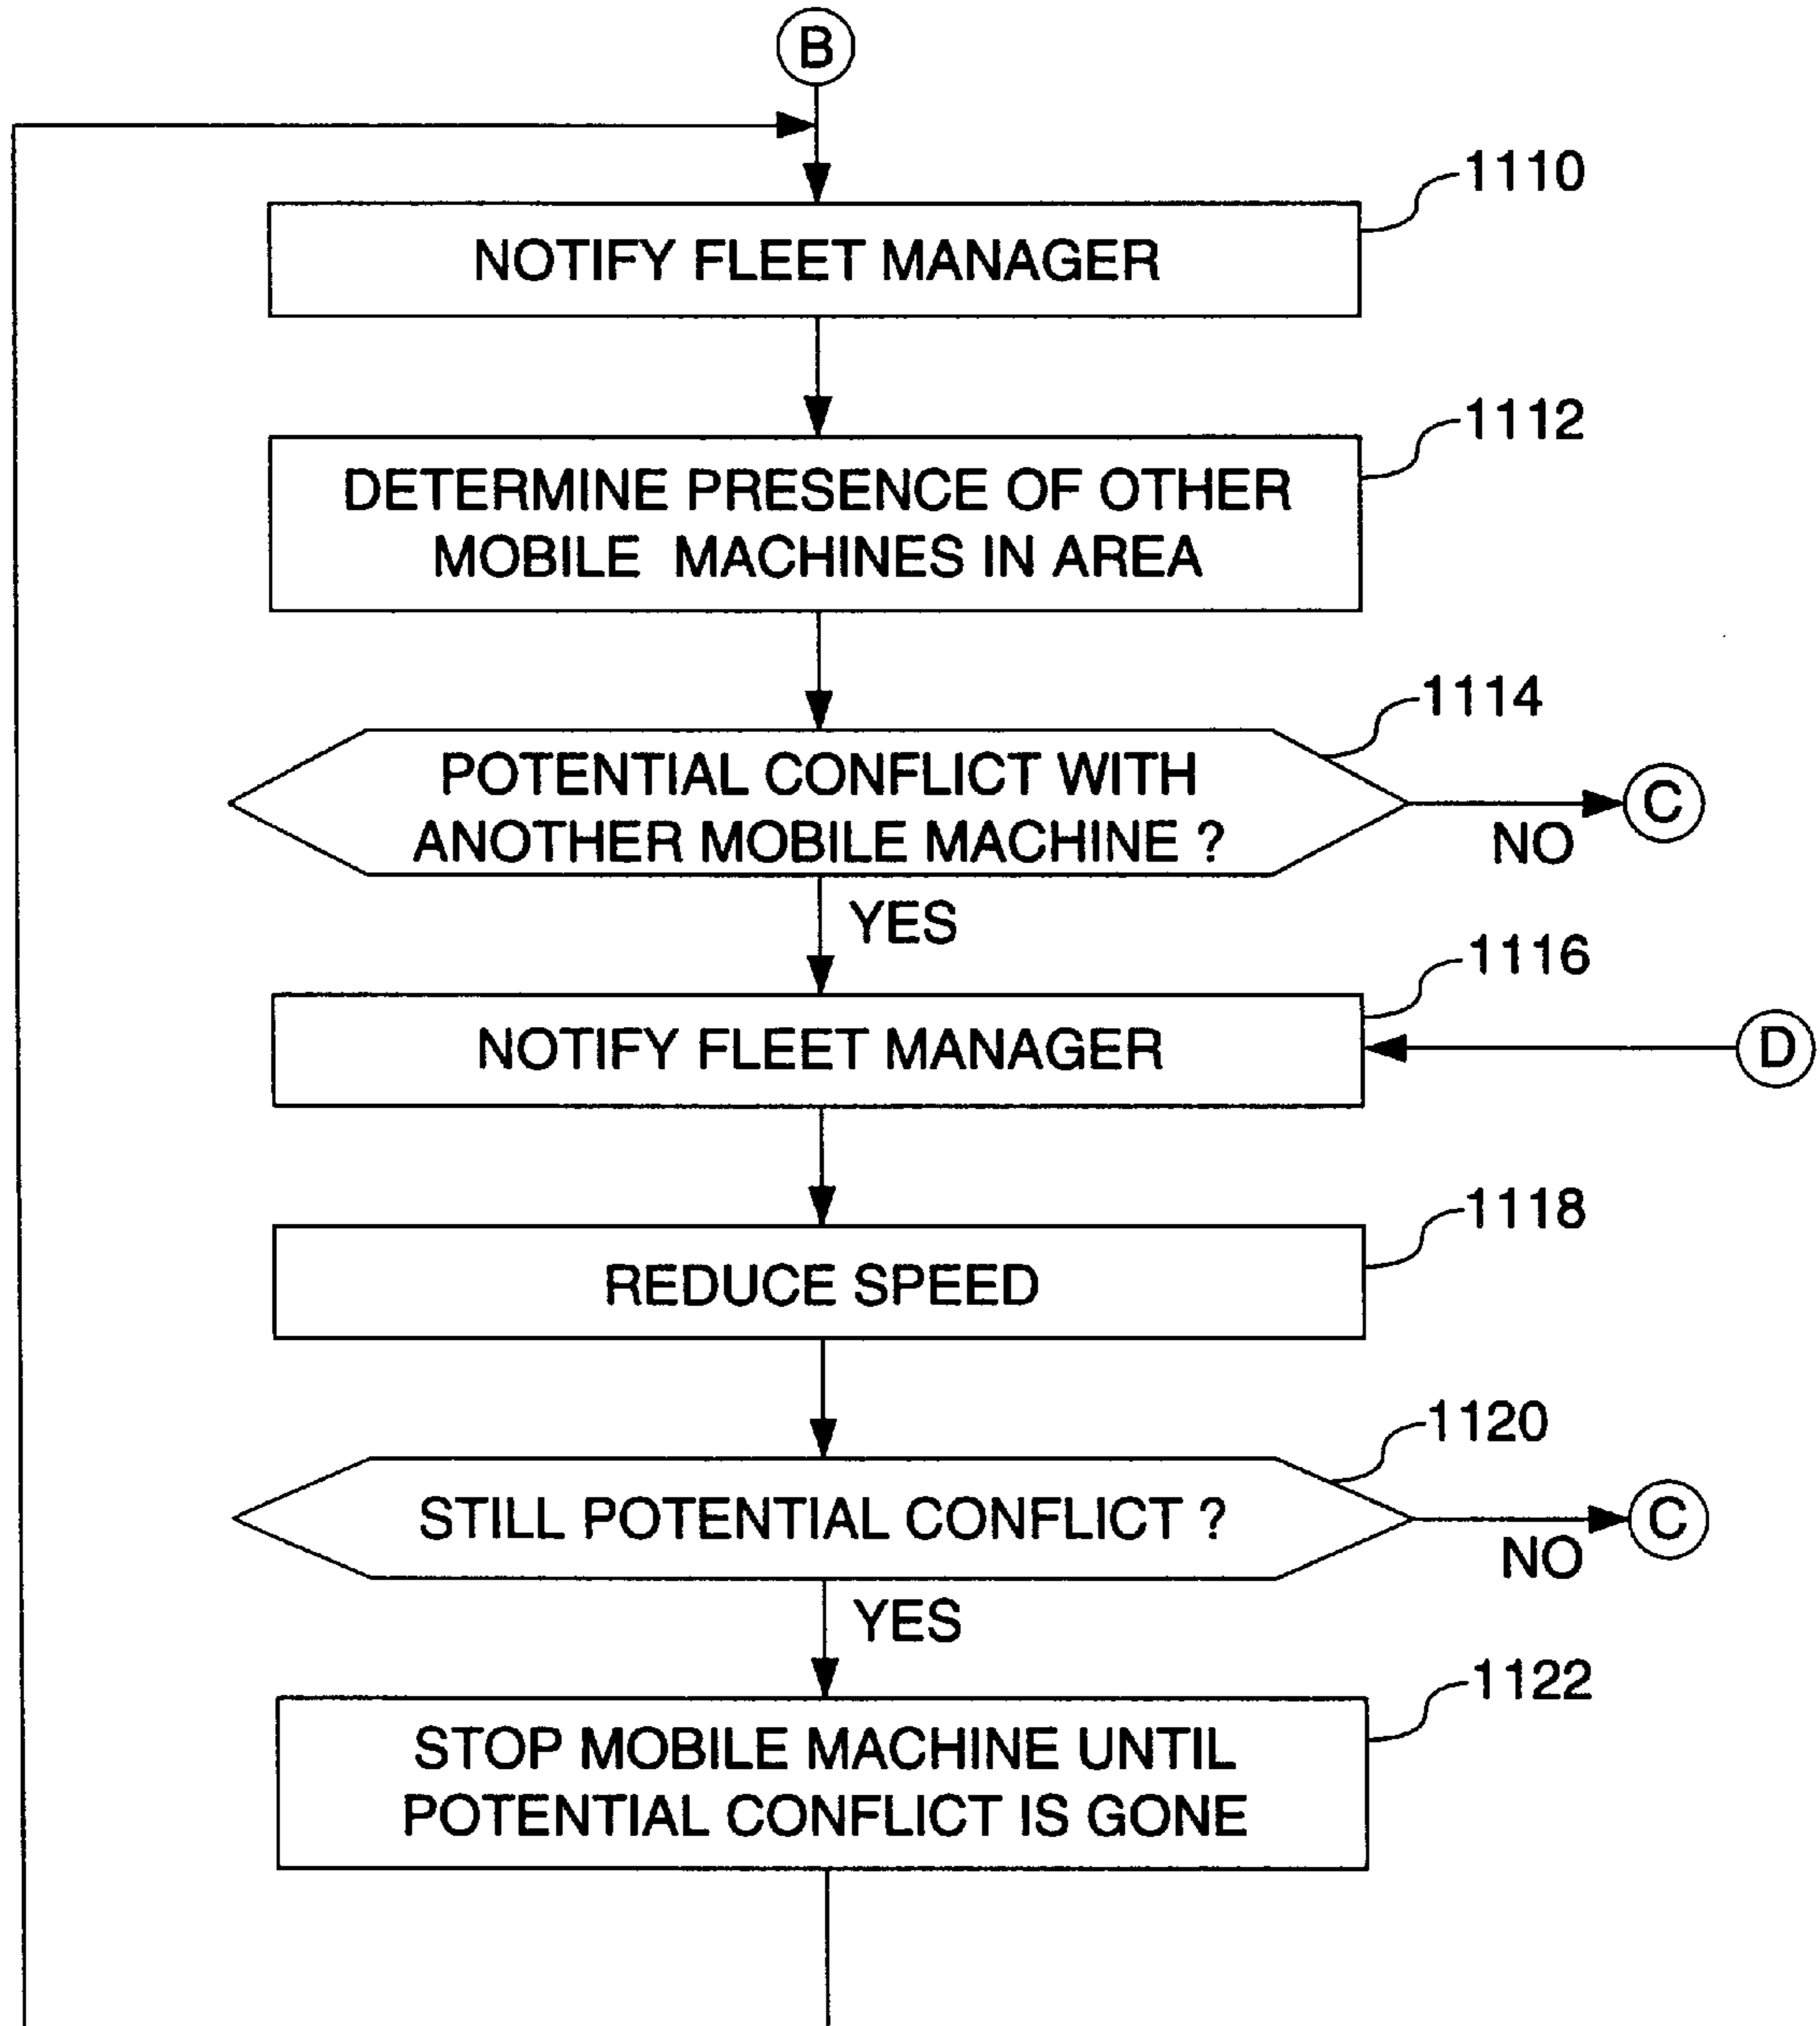 B
1110
NOTIFY FLEET MANAGER
1112
DETERMINE PRESENCE OF OTHER
MOBILE MACHINES IN AREA
1114
POTENTIAL CONFLICT WITH
ANOTHER MOBILE MACHINE ?
C
NO
YES
1116
NOTIFY FLEET MANAGER
D
1118
REDUCE SPEED
1120
STILL POTENTIAL CONFLICT ?
C
NO
YES
1122
STOP MOBILE MACHINE UNTIL
POTENTIAL CONFLICT IS GONE